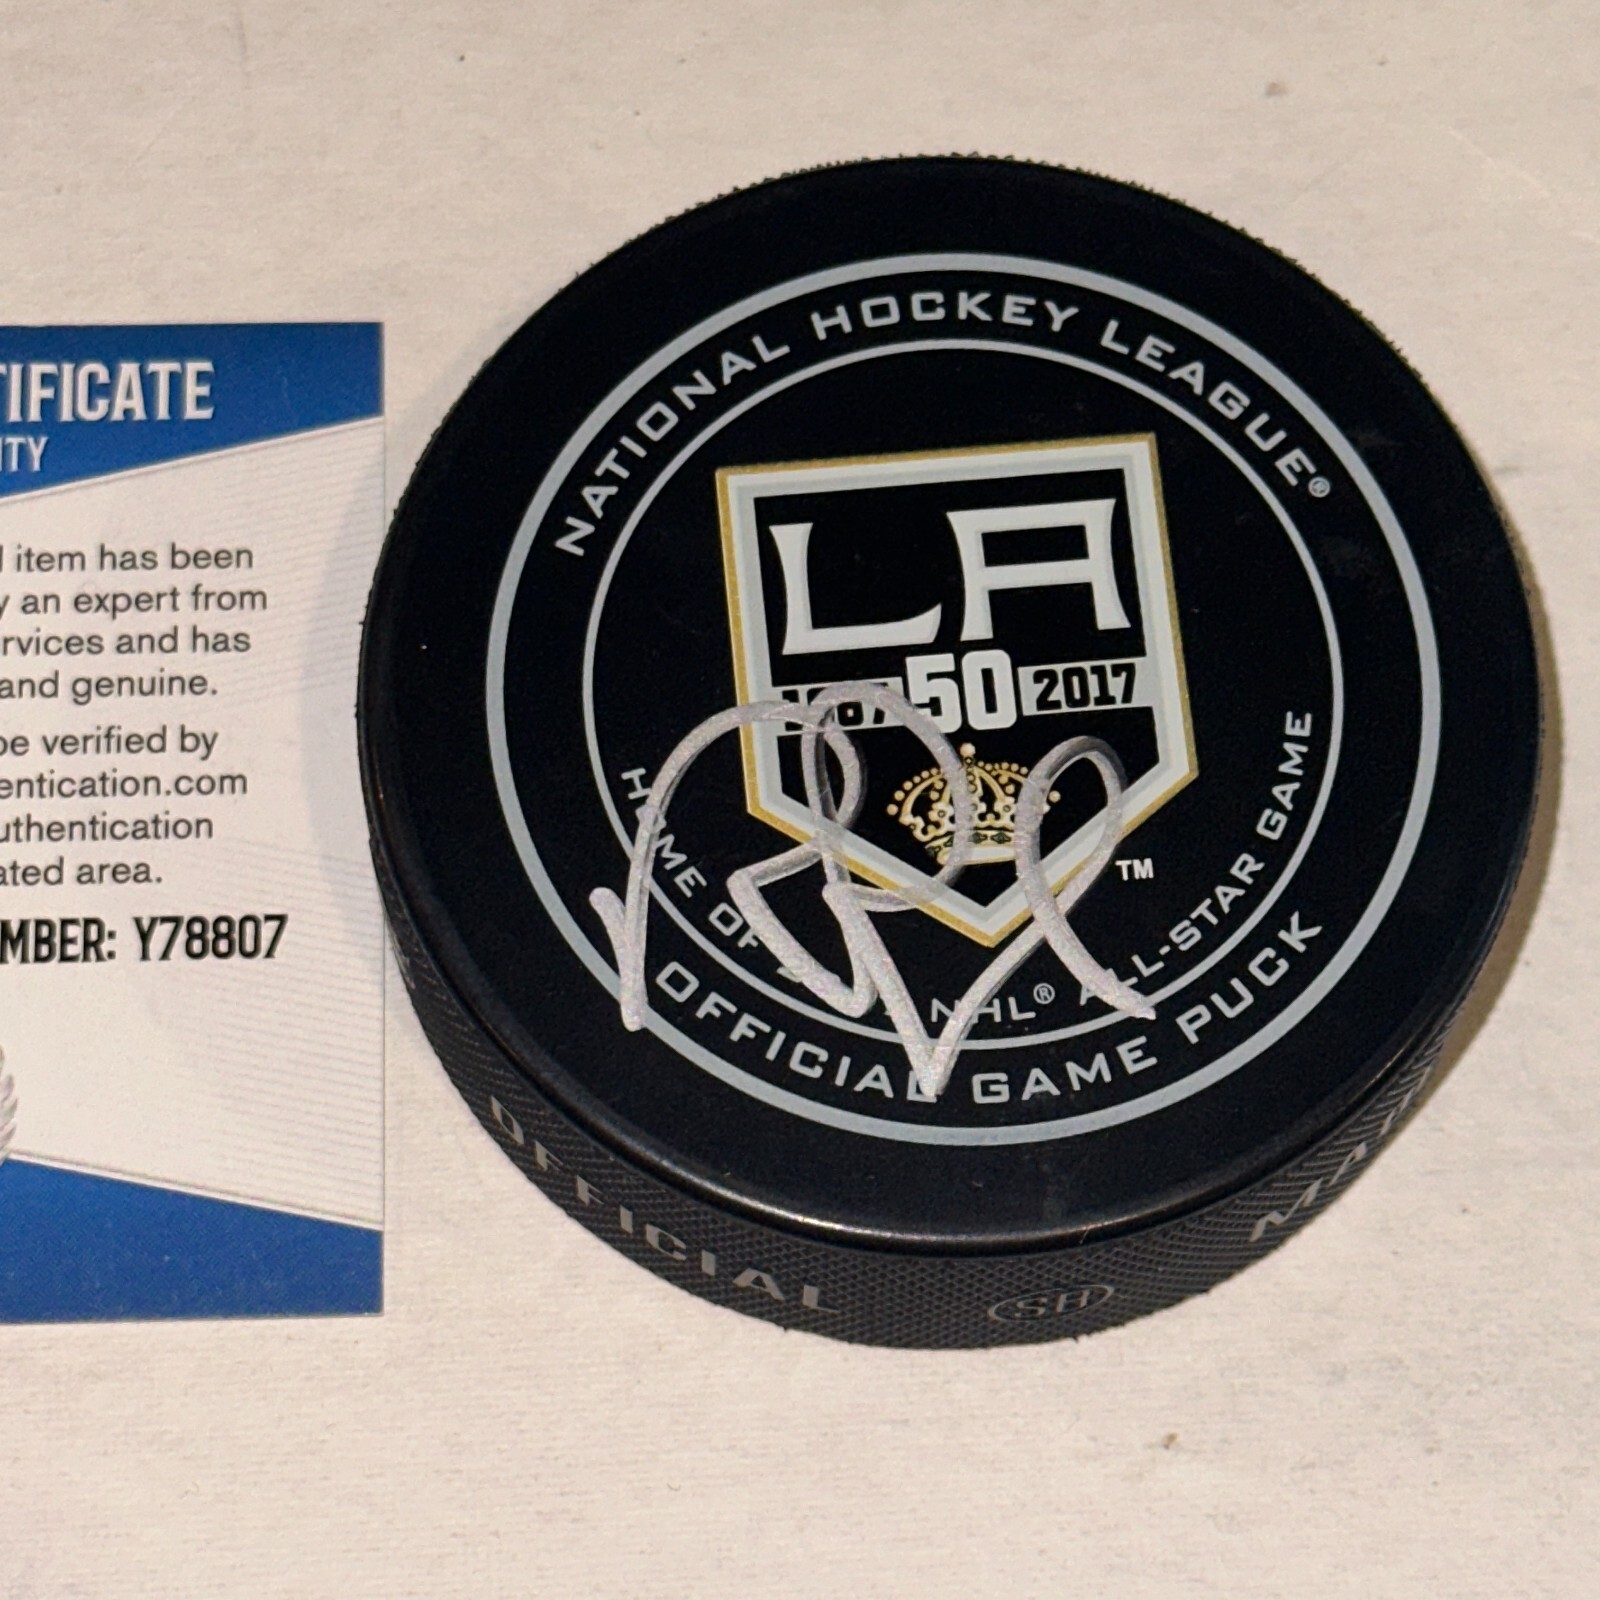 TIFICATE
ITY
item has been
y an expert from
rvices and has
and genuine.
be verified by
entication.com
uthentication
ated area.
MBER: Y78807
NATIONAL HOCKEY LEAGUE®
LA
50 2017
TM
HOME OF
NHL® ALL-STAR GAME
OFFICIAL GAME PUCK
OFFICIAL
SH